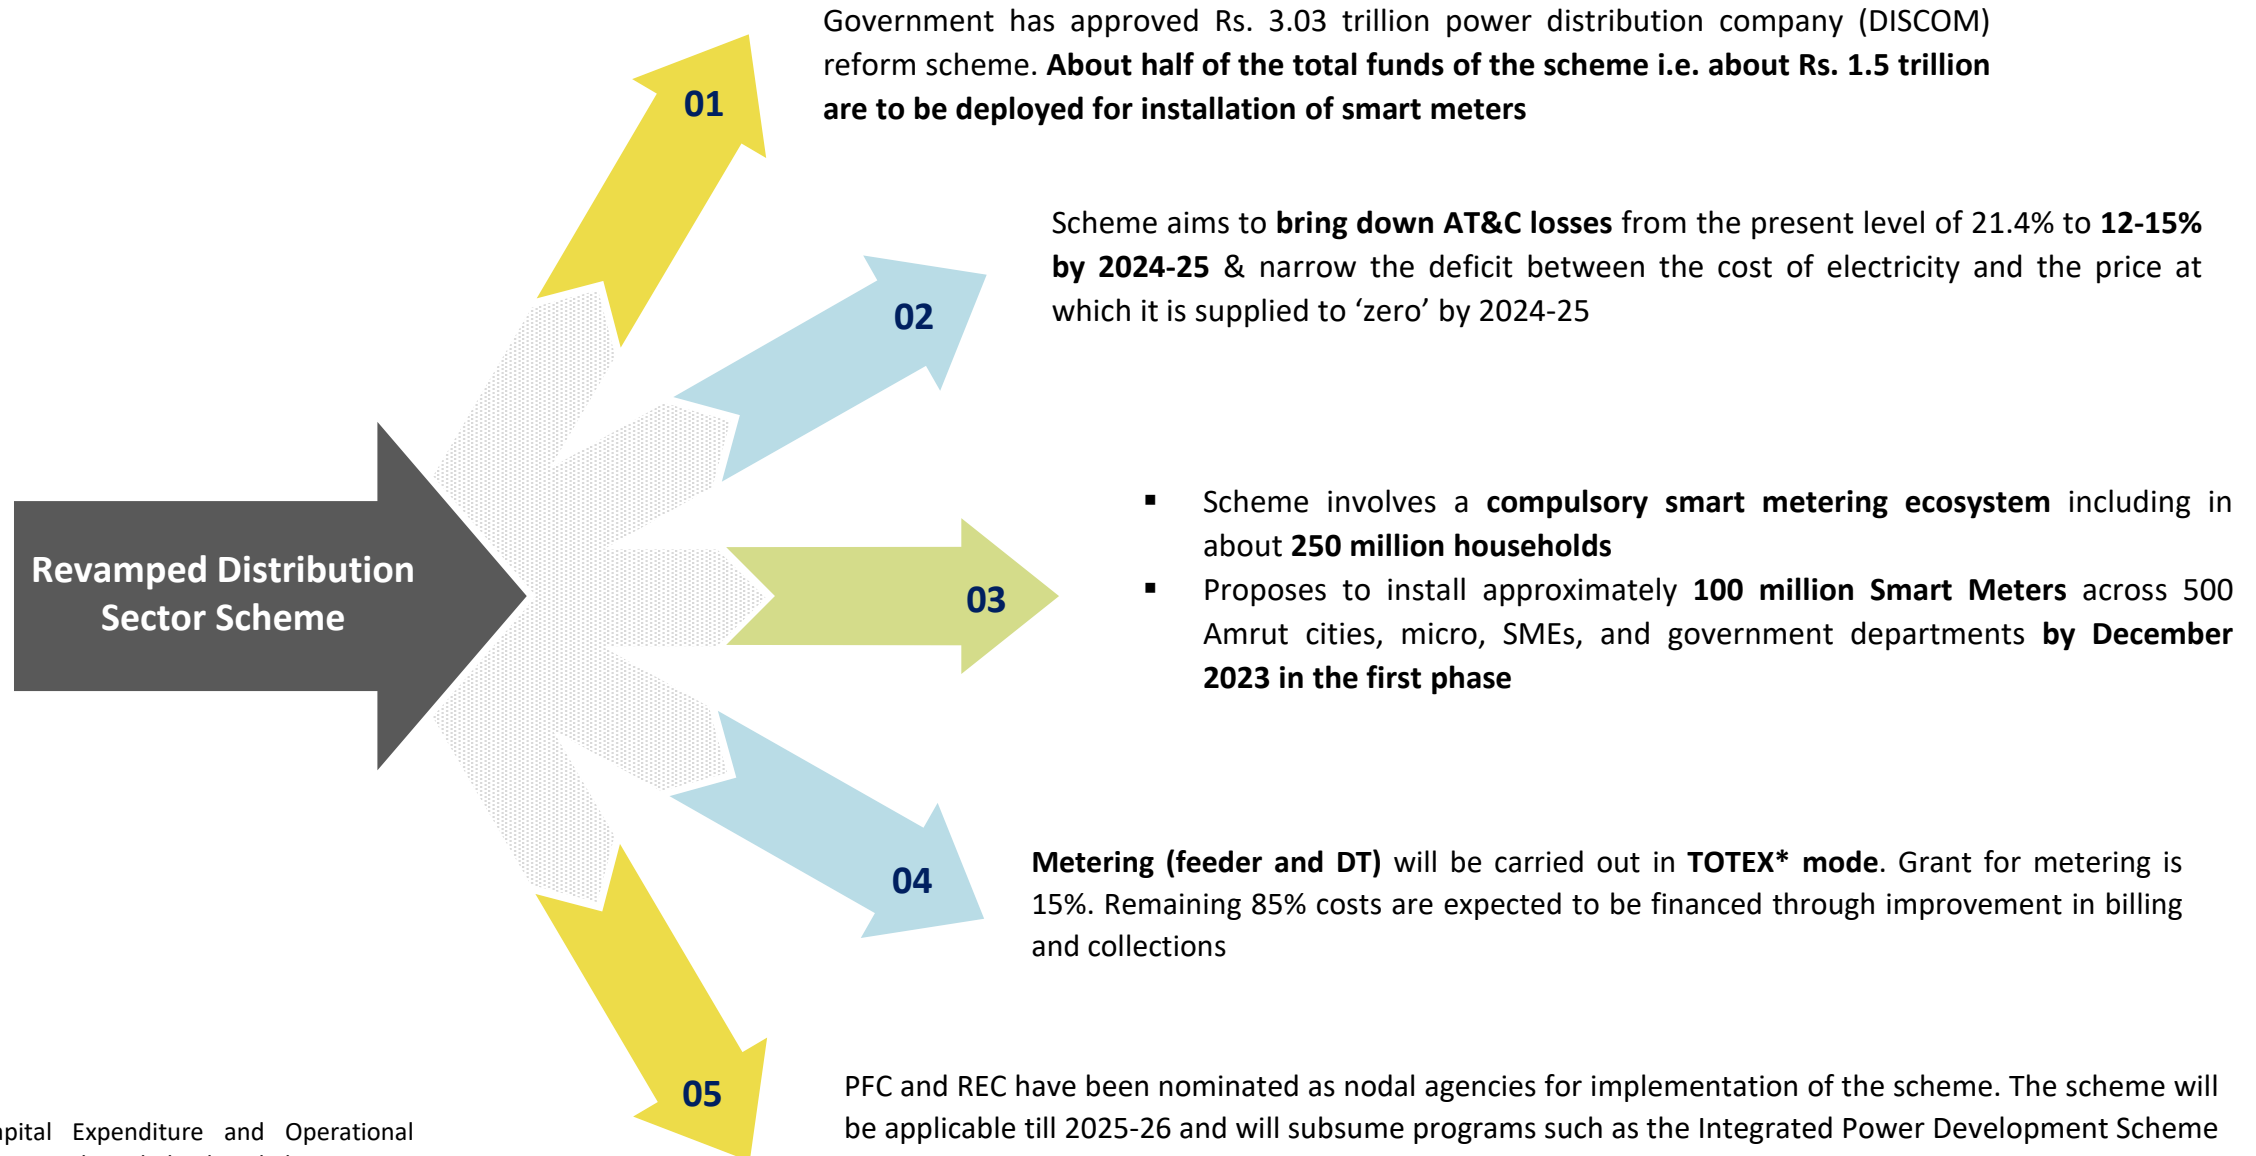 Government has approved Rs. 3.03 trillion power distribution company (DISCOM)
reform scheme. About half of the total funds of the scheme i.e. about Rs. 1.5 trillion
are to be deployed for installation of smart meters
01
Scheme aims to bring down AT&C losses from the present level of 21.4% to 12-15%
by 2024-25 & narrow the deficit between the cost of electricity and the price at
which it is supplied to ‘zero’ by 2024-25
02
Revamped Distribution
Sector Scheme
▪ Scheme involves a compulsory smart metering ecosystem including in
about 250 million households
▪ Proposes to install approximately 100 million Smart Meters across 500
Amrut cities, micro, SMEs, and government departments by December
2023 in the first phase
03
Metering (feeder and DT) will be carried out in TOTEX* mode. Grant for metering is
15%. Remaining 85% costs are expected to be financed through improvement in billing
and collections
04
05
PFC and REC have been nominated as nodal agencies for implementation of the scheme. The scheme will
be applicable till 2025-26 and will subsume programs such as the Integrated Power Development Scheme
Expenditure and Operational